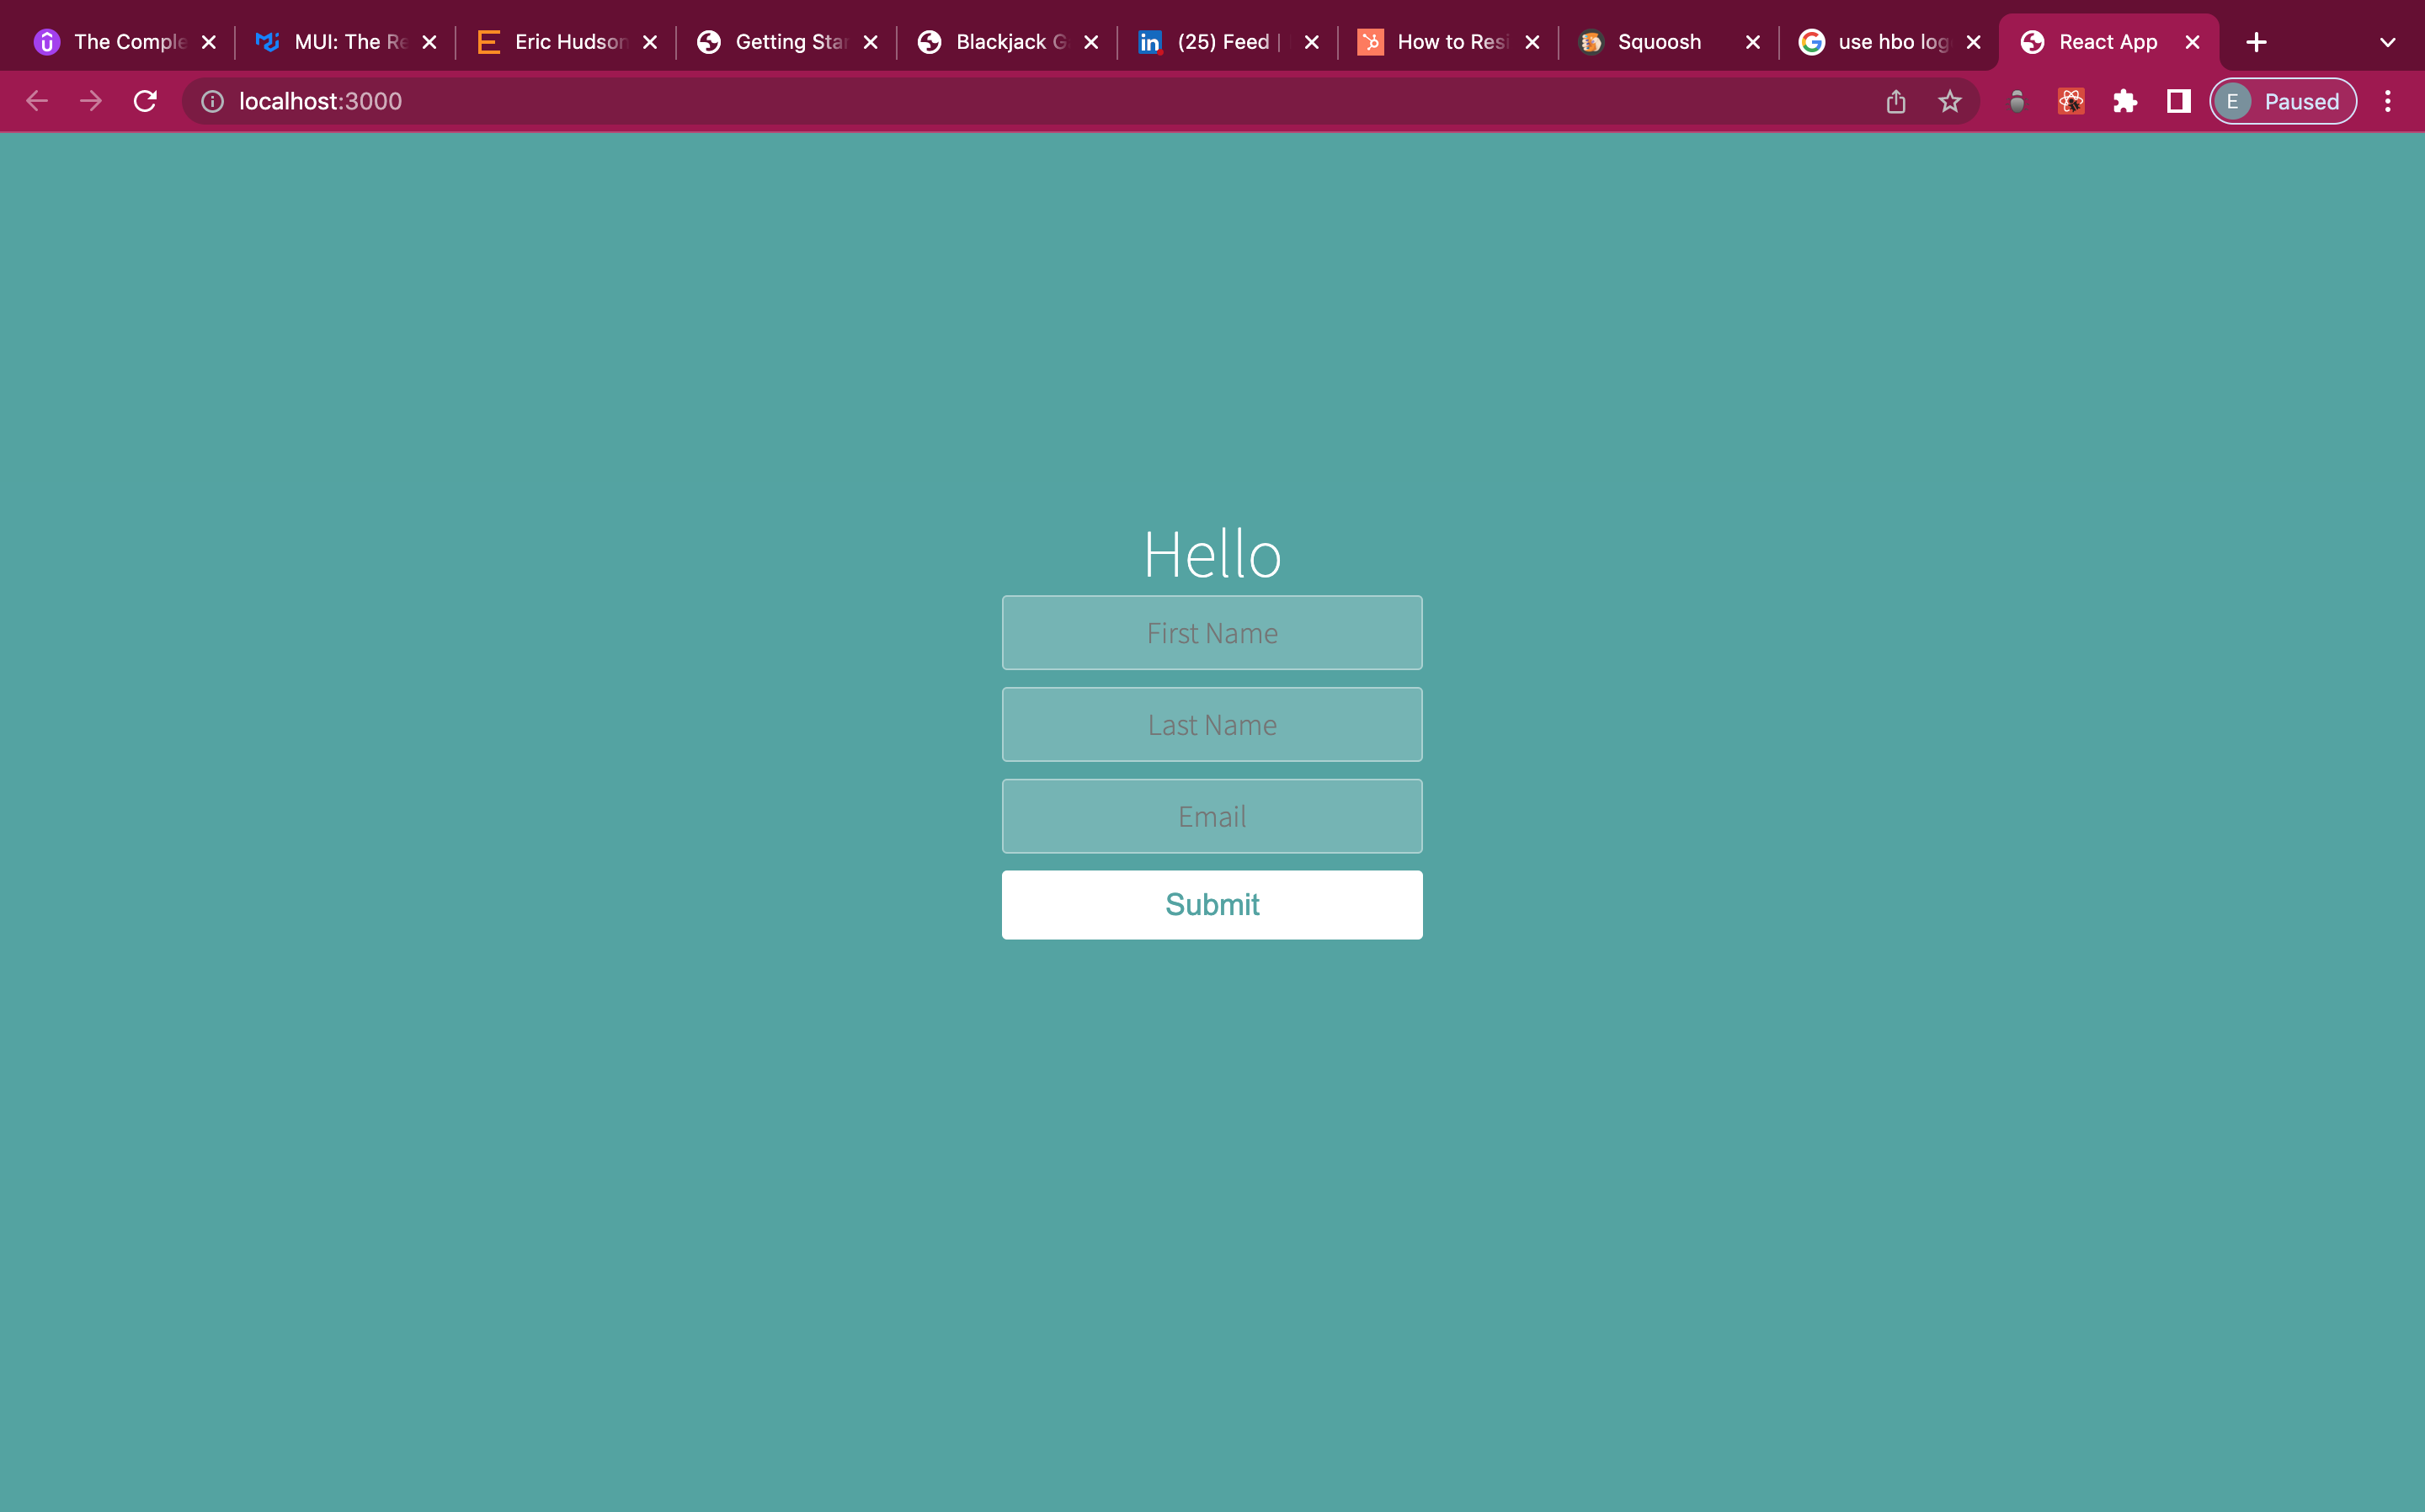 The Comple
MUI: The Re
Eric Hudson
Getting Star
Blackjack G
(25) Feed |
How to Resi
Squoosh
use hbo log
React App
localhost:3000
E
Paused
Hello
First Name
Last Name
Email
Submit